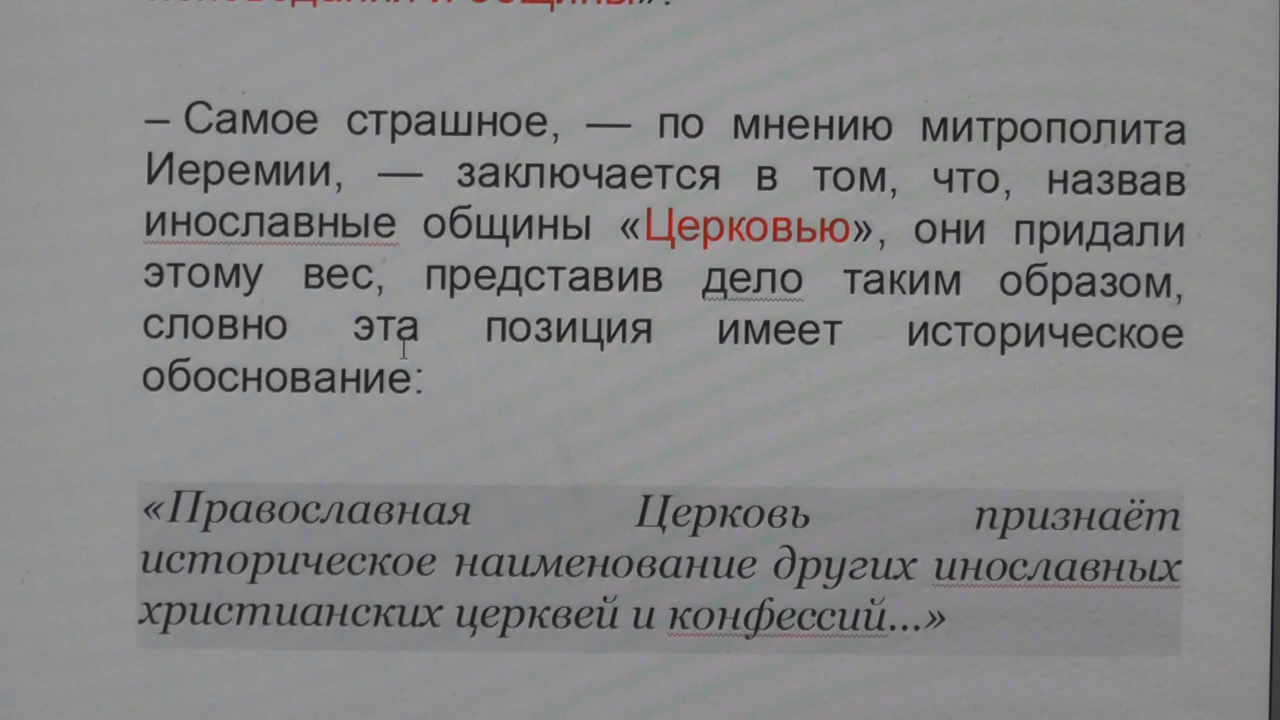 – Самое страшное, — по мнению митрополита
Иеремии, — заключается в том, что, назвав
инославные общины «Церковью», они придали
этому вес, представив дело таким образом,
словно эта позиция имеет историческое
обоснование:
«Православная Церковь признаёт
историческое наименование других инославных
христианских церквей и конфессий...»